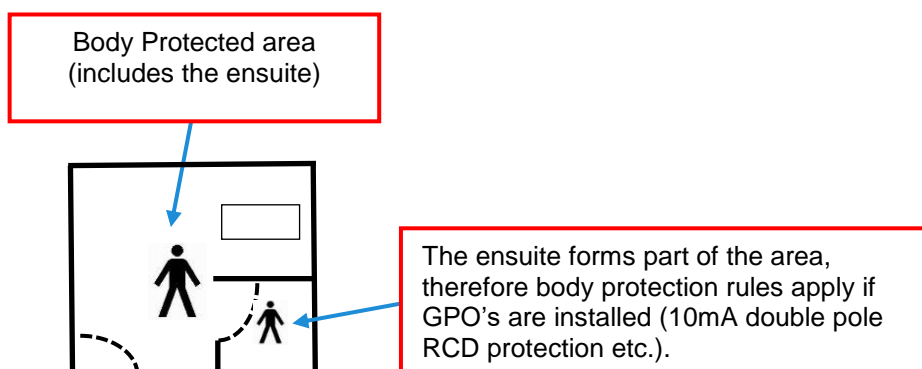 Body Protected area
(includes the ensuite)
The ensuite forms part of the area,
therefore body protection rules apply if
GPO's are installed (10mA double pole
RCD protection etc.).